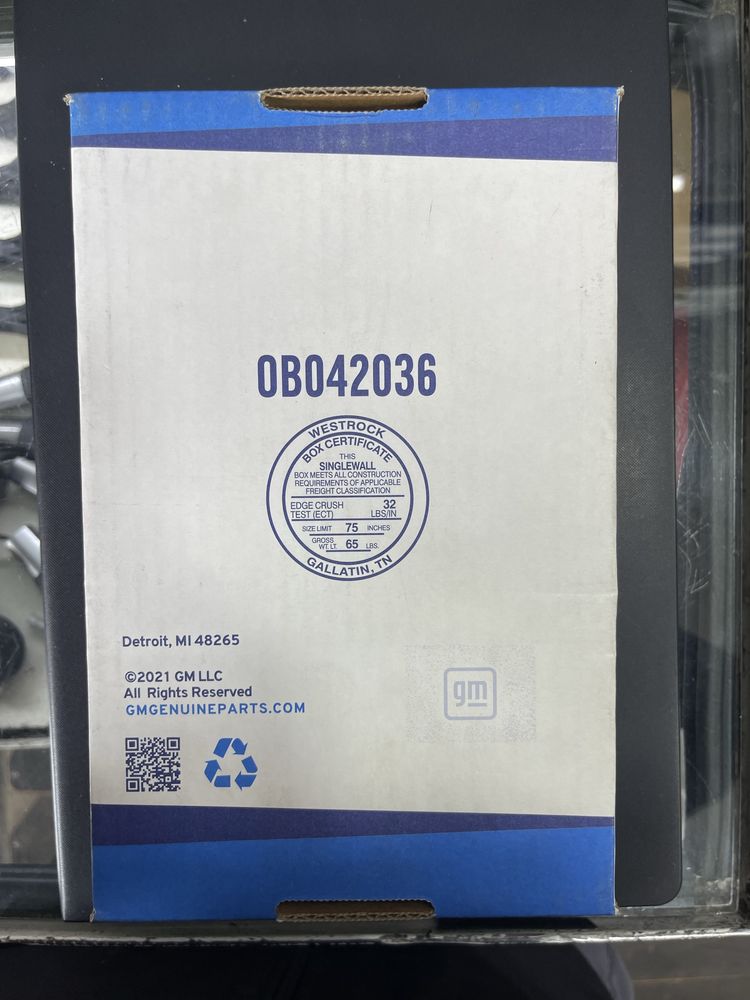 0B042036
WESTROCK
BOX CERTIFICATE
THIS
SINGLEWALL
BOX MEETS ALL CONSTRUCTION
REQUIREMENTS OF APPLICABLE
FREIGHT CLASSIFICATION
EDGE CRUSH 32
TEST (ECT) LBS/IN
SIZE LIMIT 75 INCHES
GROSS
WT. LT. 65 LBS.
GALLATIN, TN
Detroit, MI 48265
©2021 GM LLC
All Rights Reserved
GMGENUINEPARTS.COM
gm